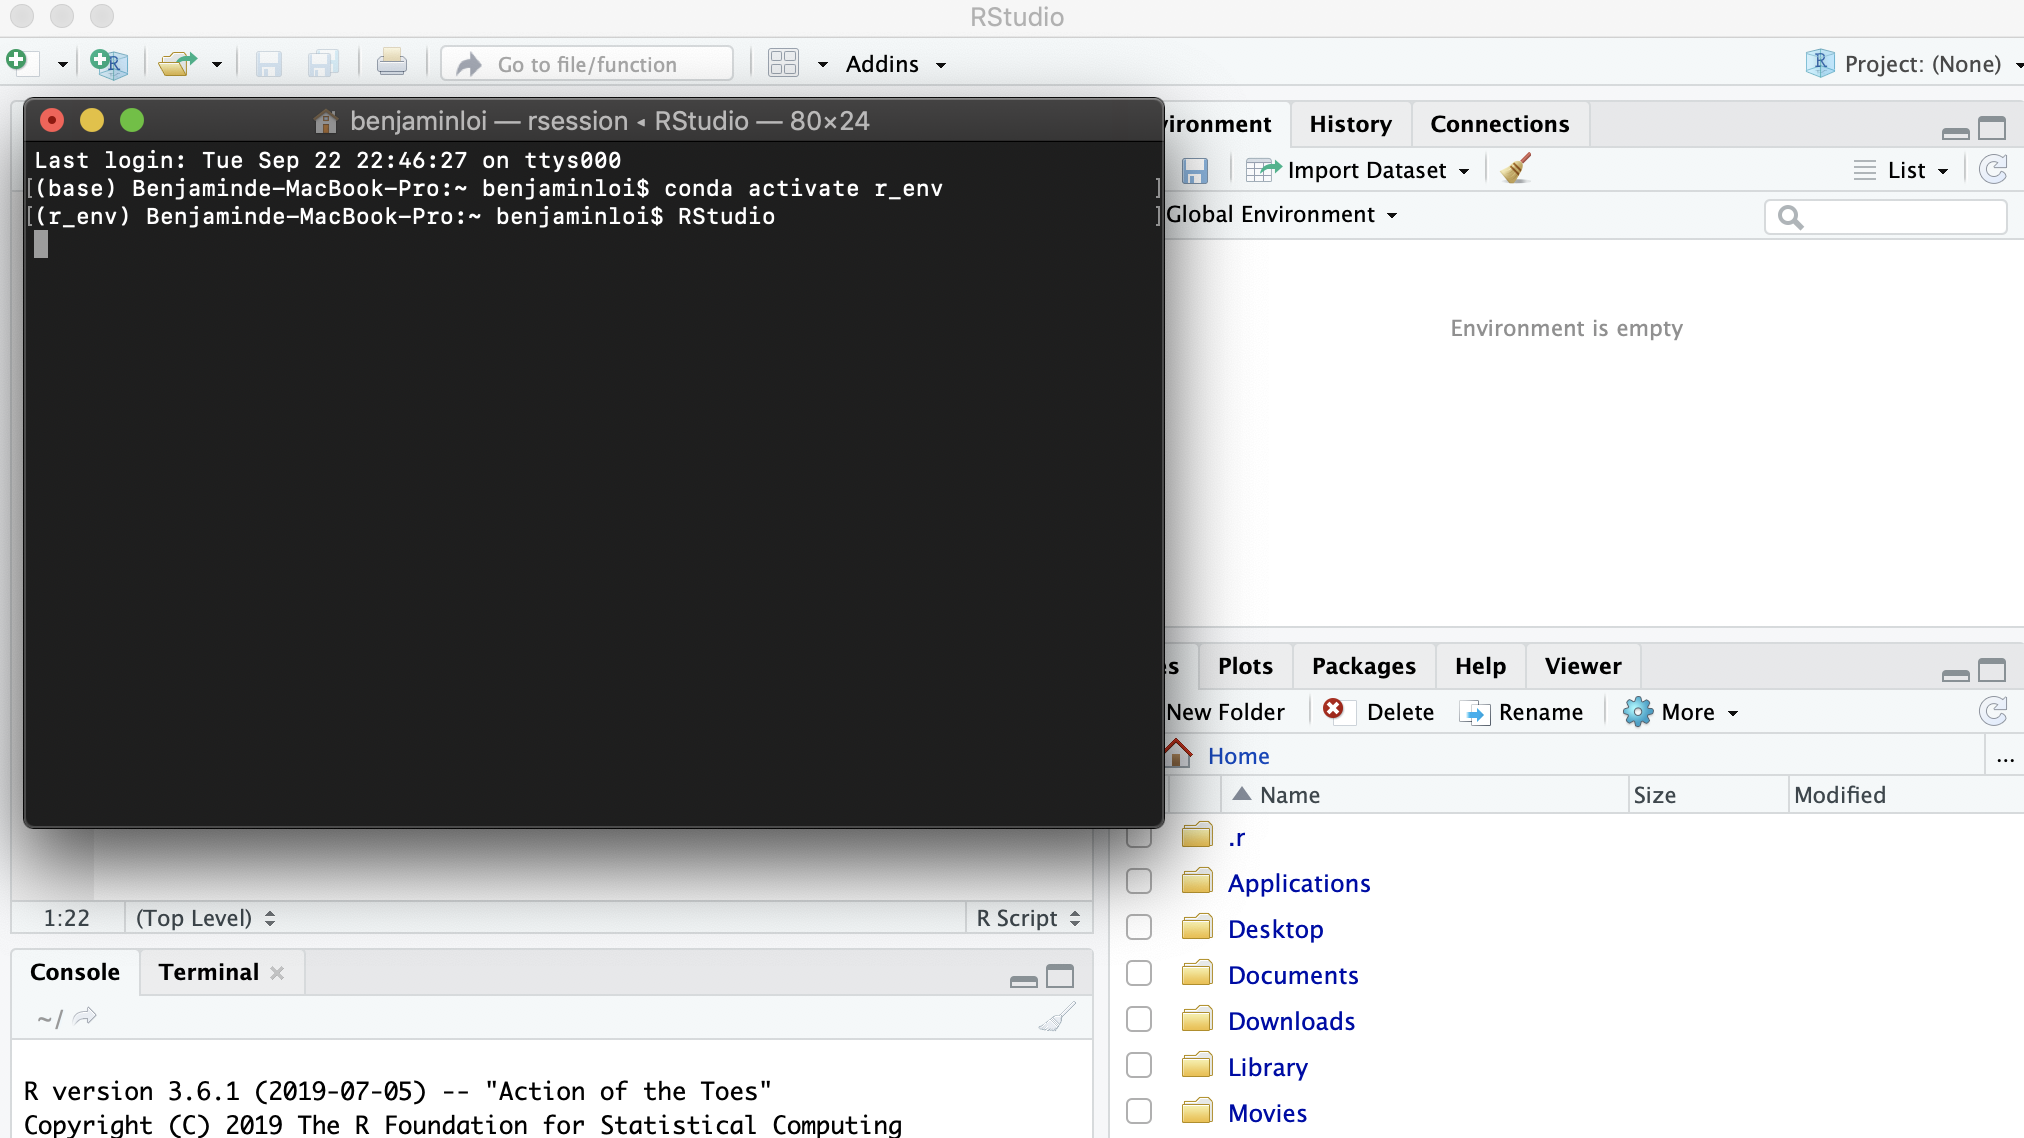 RStudio
Go to file/function
Addins
Project: (None)
benjaminloi — rsession ◂ RStudio — 80×24
Last login: Tue Sep 22 22:46:27 on ttys000
(base) Benjaminde-MacBook-Pro:~ benjaminloi$ conda activate r_env
(r_env) Benjaminde-MacBook-Pro:~ benjaminloi$ RStudio
ironment History Connections
Import Dataset List
Global Environment
Environment is empty
es Plots Packages Help Viewer
New Folder Delete Rename More
Home ...
Name Size Modified
.r
Applications
Desktop
Documents
Downloads
Library
Movies
1:22 (Top Level) R Script
Console Terminal
~/
R version 3.6.1 (2019-07-05) -- "Action of the Toes"
Copyright (C) 2019 The R Foundation for Statistical Computing